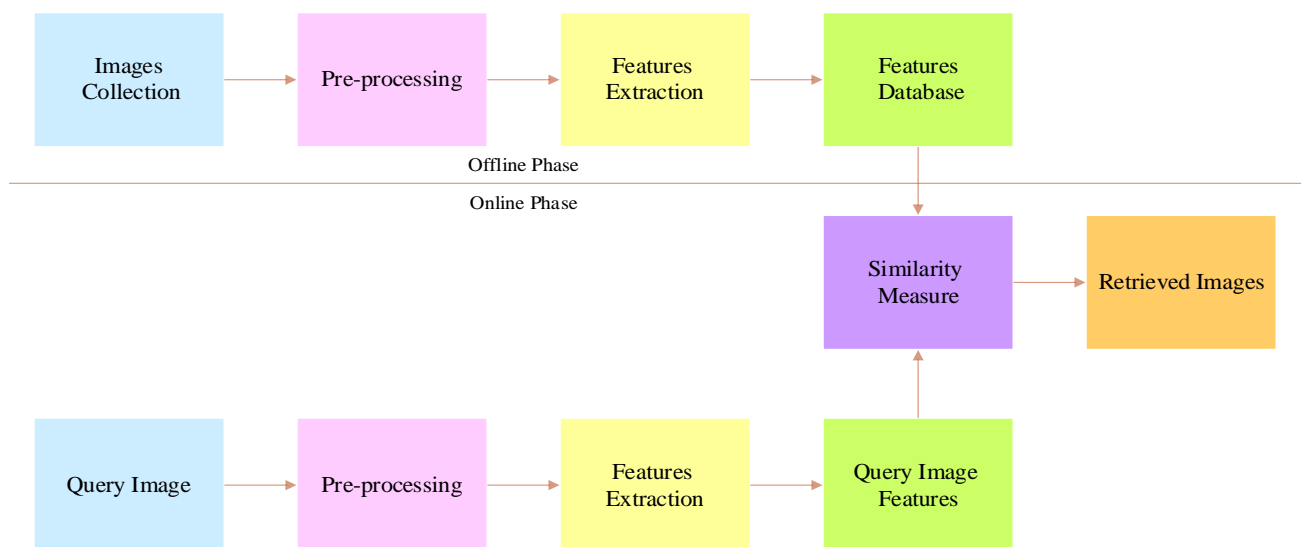 Images
Collection
Pre-processing
Features
Extraction
Features
Database
Offline Phase
Online Phase
Similarity
Measure
Retrieved Images
Query Image
Pre-processing
Features
Extraction
Query Image
Features